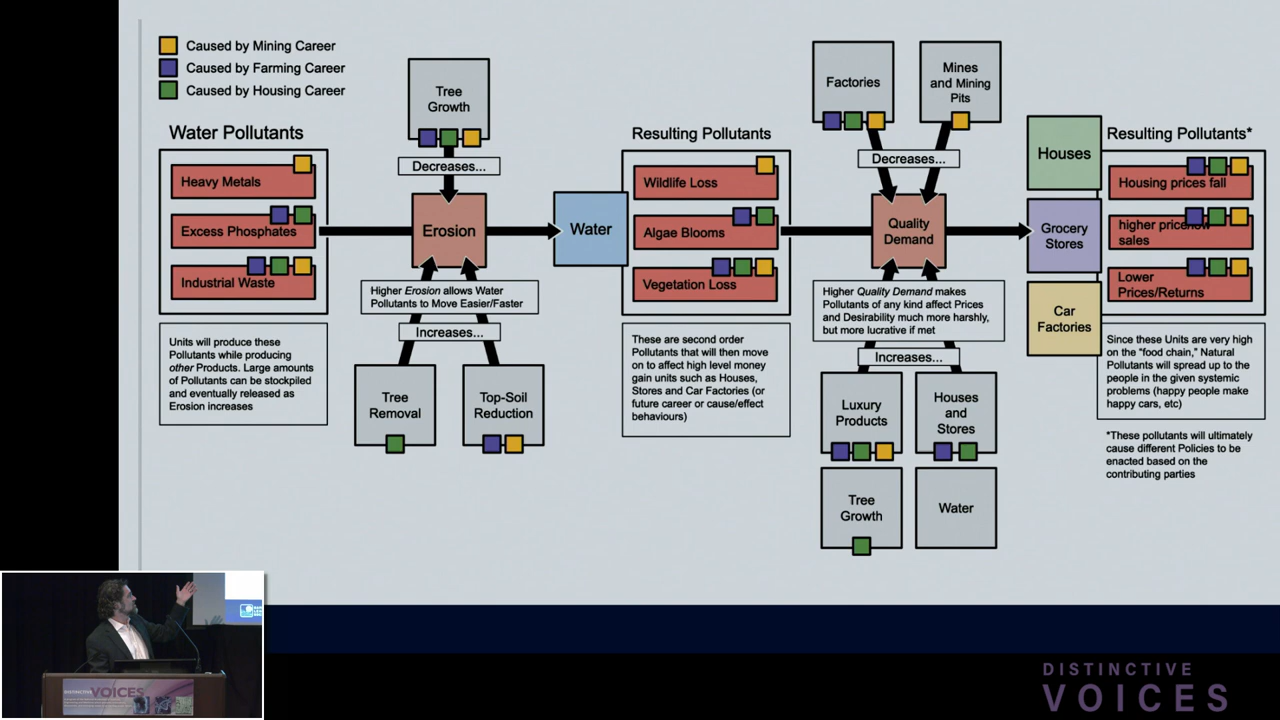 Caused by Mining Career
Caused by Farming Career
Caused by Housing Career
Water Pollutants
Heavy Metals
Excess Phosphates
Industrial Waste
Units will produce these
Pollutants while producing
other Products. Large amounts
of Pollutants can be stockpiled
and eventually released as
Erosion increases
Tree
Growth
Decreases...
Erosion
Higher Erosion allows Water
Pollutants to Move Easier/Faster
Increases...
Tree
Removal
Top-Soil
Reduction
Water
Resulting Pollutants
Wildlife Loss
Algae Blooms
Vegetation Loss
These are second order
Pollutants that will then move
on to affect high level money
gain units such as Houses,
Stores and Car Factories (or
future career or cause/effect
behaviours)
Factories
Mines
and Mining
Pits
Decreases...
Quality
Demand
Higher Quality Demand makes
Pollutants of any kind affect Prices
and Desirability much more harshly,
but more lucrative if met
Increases...
Luxury
Products
Houses
and
Stores
Tree
Growth
Water
Houses
Grocery
Stores
Car
Factories
Resulting Pollutants*
Housing prices fall
higher price/low
sales
Lower
Prices/Returns
Since these Units are very high
on the "food chain," Natural
Pollutants will spread up to the
people in the given systemic
problems (happy people make
happy cars, etc)
*These pollutants will ultimately
cause different Policies to be
enacted based on the
contributing parties
DISTINCTIVE VOICES
DISTINCTIVE
VOICES